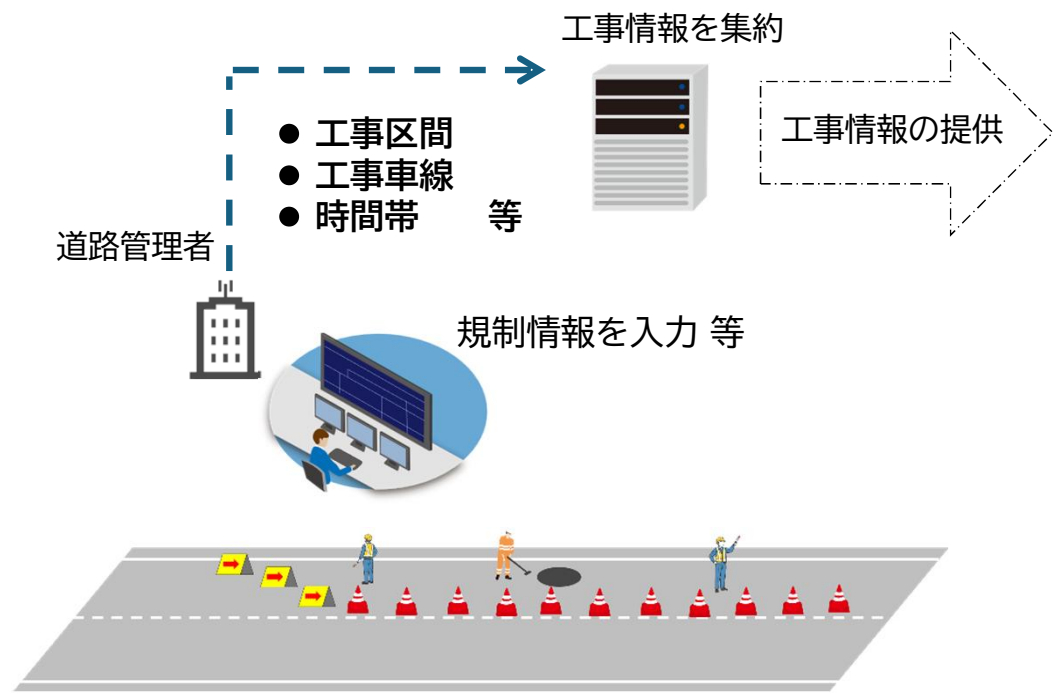 工事情報を集約
● 工事区間
● 工事車線
● 時間帯 等
工事情報の提供
道路管理者
規制情報を入力 等